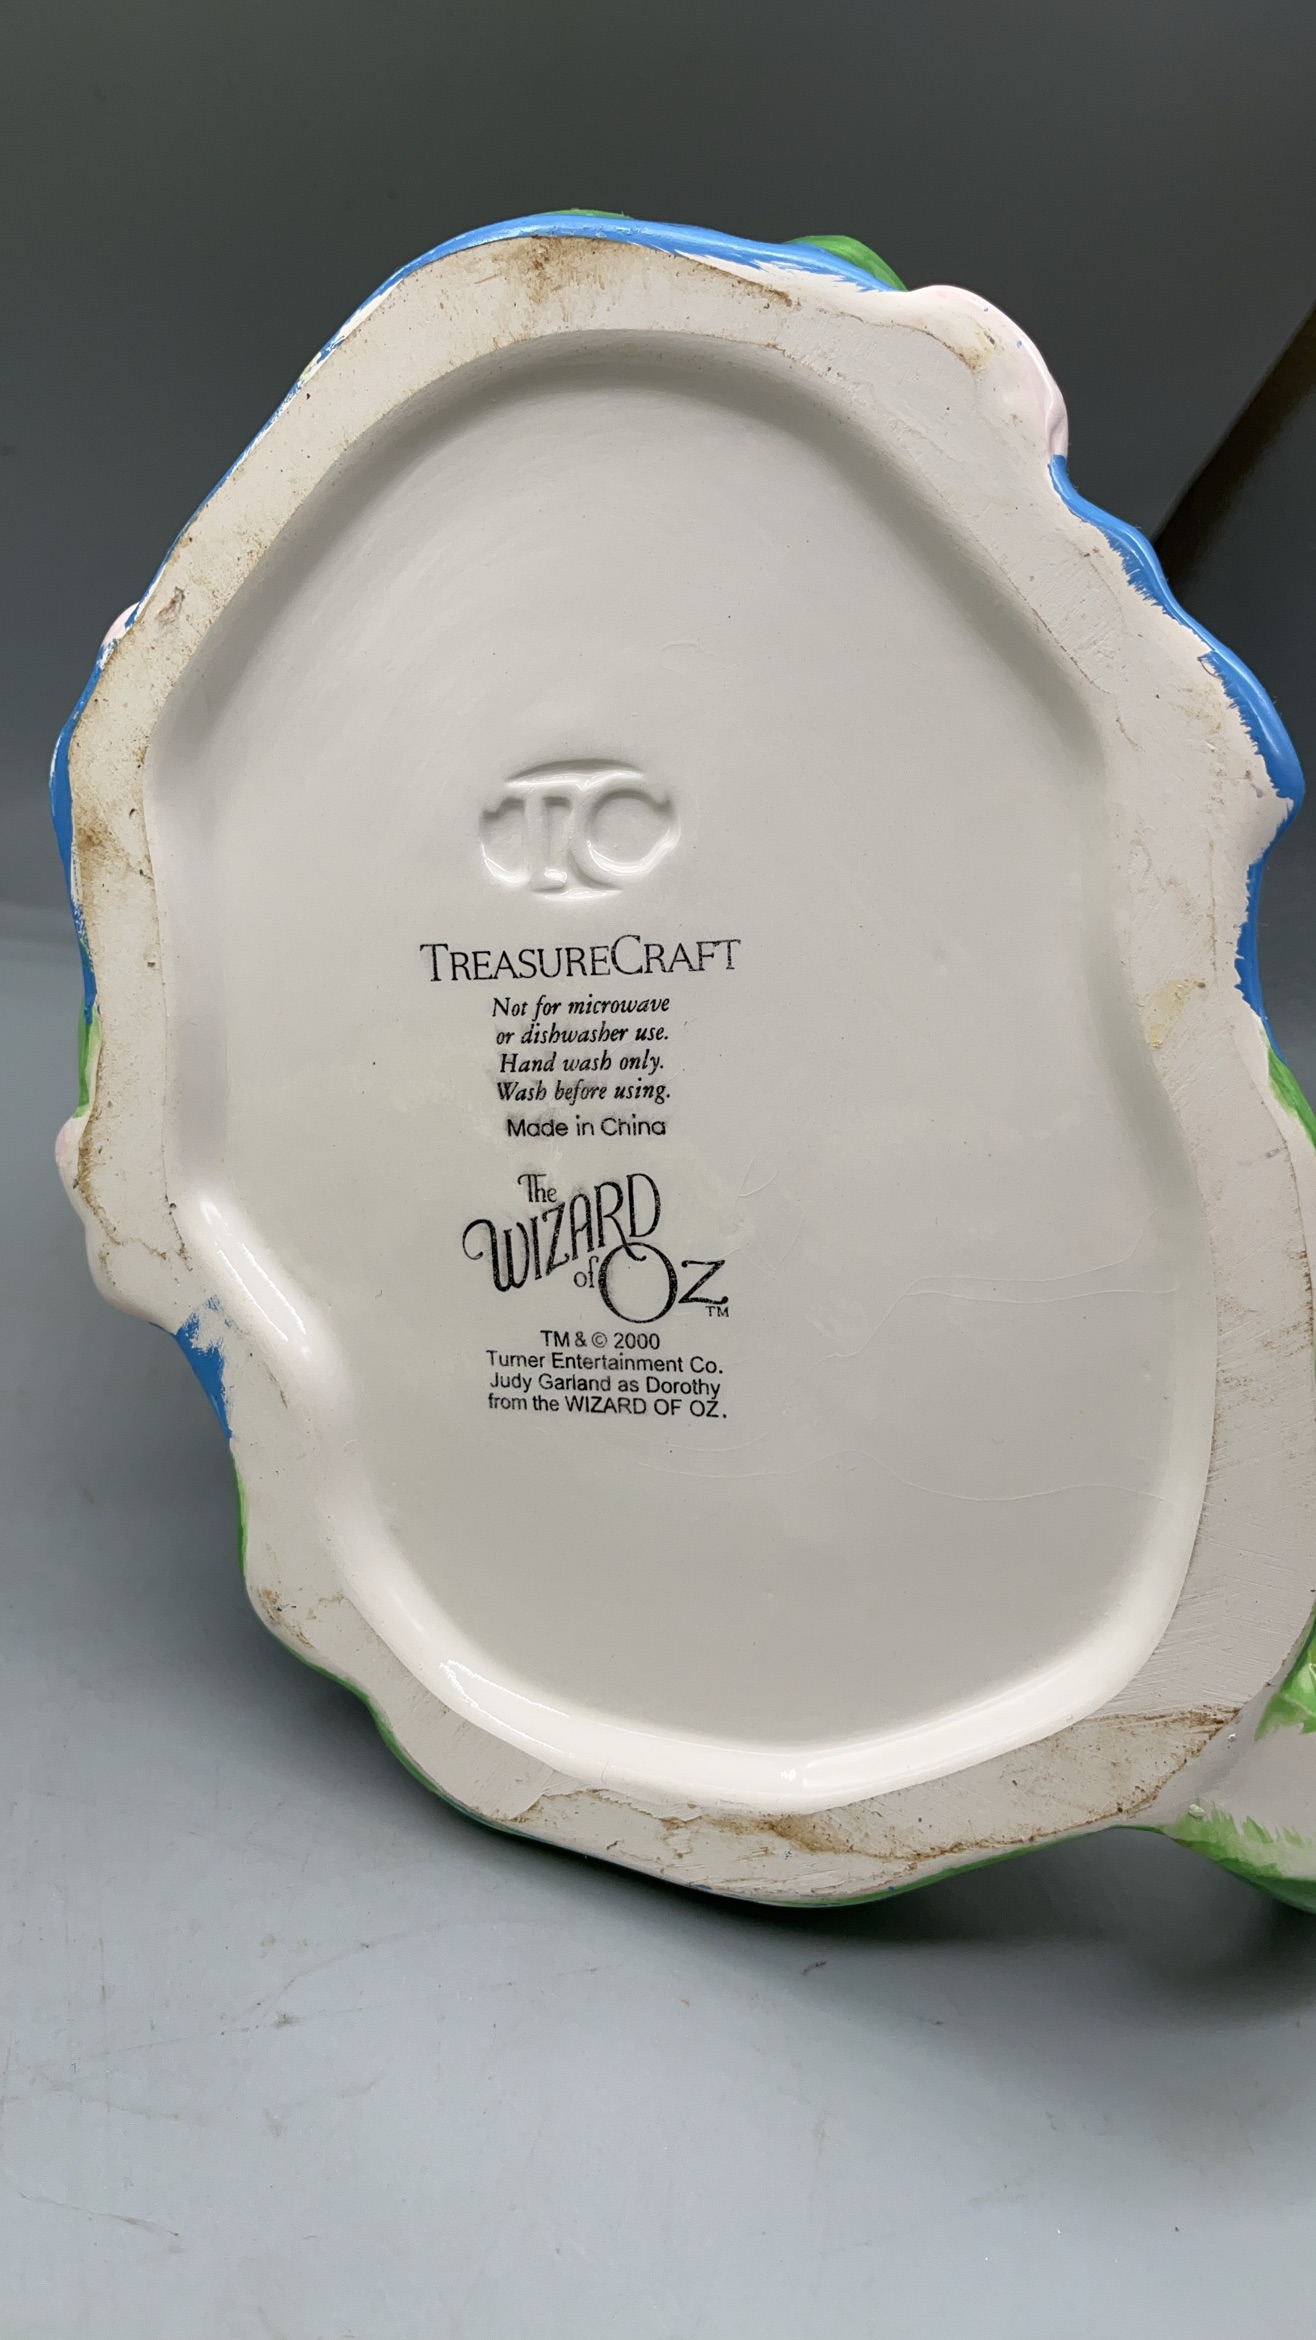 TC
TREASURECRAFT
Not for microwave
or dishwasher use.
Hand wash only.
Wash before using.
Made in China
The
WIZARD
of OZ TM
TM & © 2000
Turner Entertainment Co.
Judy Garland as Dorothy
from the WIZARD OF OZ.